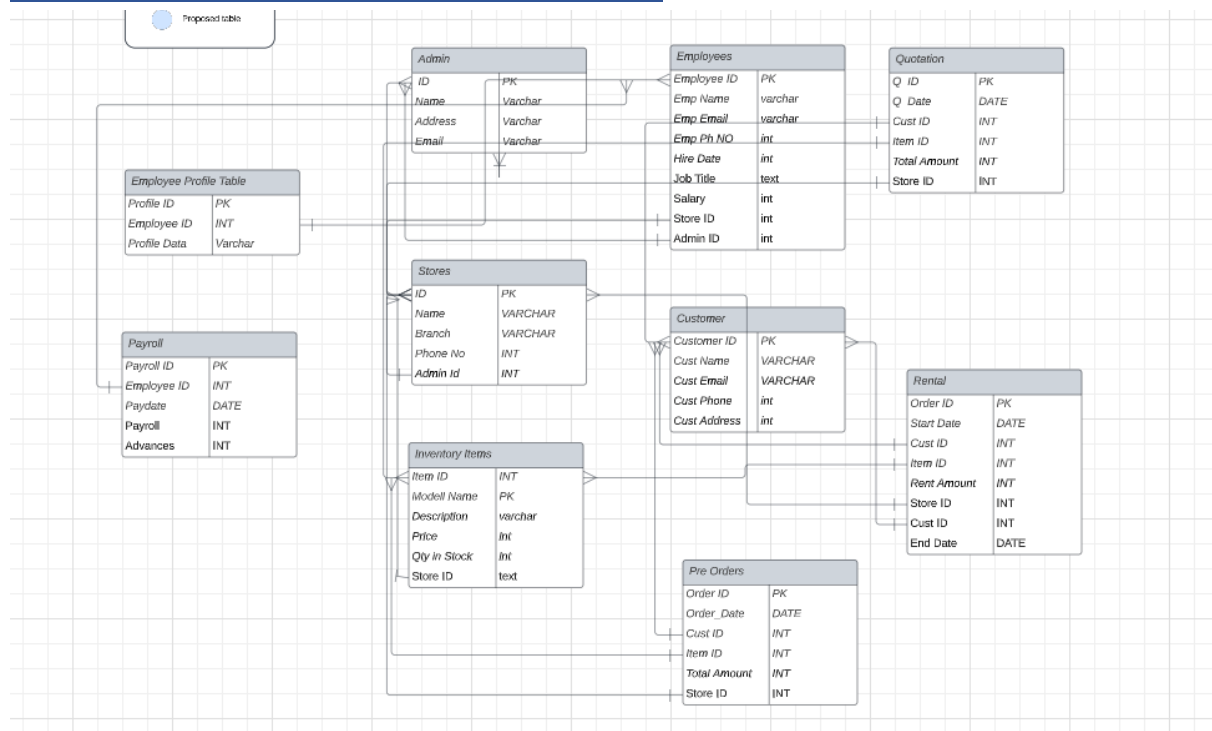 Proposed table
Admin
ID PK
Name Varchar
Address Varchar
Email Varchar
Employees
Employee ID PK
Emp Name varchar
Emp Email varchar
Emp Ph NO int
Hire Date int
Job Title text
Salary int
Store ID int
Admin ID int
Quotation
Q ID PK
Q Date DATE
Cust ID INT
Item ID INT
Total Amount INT
Store ID INT
Employee Profile Table
Profile ID PK
Employee ID INT
Profile Data Varchar
Stores
ID PK
Name VARCHAR
Branch VARCHAR
Phone No INT
Admin Id INT
Customer
Customer ID PK
Cust Name VARCHAR
Cust Email VARCHAR
Cust Phone int
Cust Address int
Payroll
Payroll ID PK
Employee ID INT
Paydate DATE
Payroll INT
Advances INT
Rental
Order ID PK
Start Date DATE
Cust ID INT
Item ID INT
Rent Amount INT
Store ID INT
Cust ID INT
End Date DATE
Inventory Items
Item ID INT
Modell Name PK
Description varchar
Price int
Qty in Stock int
Store ID text
Pre Orders
Order ID PK
Order_Date DATE
Cust ID INT
Item ID INT
Total Amount INT
Store ID INT